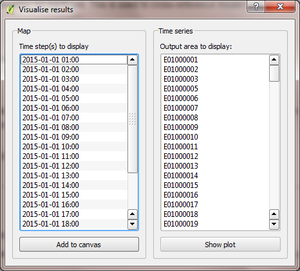 Visualise results
Map
Time step(s) to display
2015-01-01 01:00
2015-01-01 02:00
2015-01-01 03:00
2015-01-01 04:00
2015-01-01 05:00
2015-01-01 06:00
2015-01-01 07:00
2015-01-01 08:00
2015-01-01 09:00
2015-01-01 10:00
2015-01-01 11:00
2015-01-01 12:00
2015-01-01 13:00
2015-01-01 14:00
2015-01-01 15:00
2015-01-01 16:00
2015-01-01 17:00
2015-01-01 18:00
Add to canvas
Time series
Output area to display:
E01000001
E01000002
E01000003
E01000005
E01000006
E01000007
E01000008
E01000009
E01000010
E01000011
E01000012
E01000013
E01000014
E01000015
E01000016
E01000017
E01000018
E01000019
Show plot